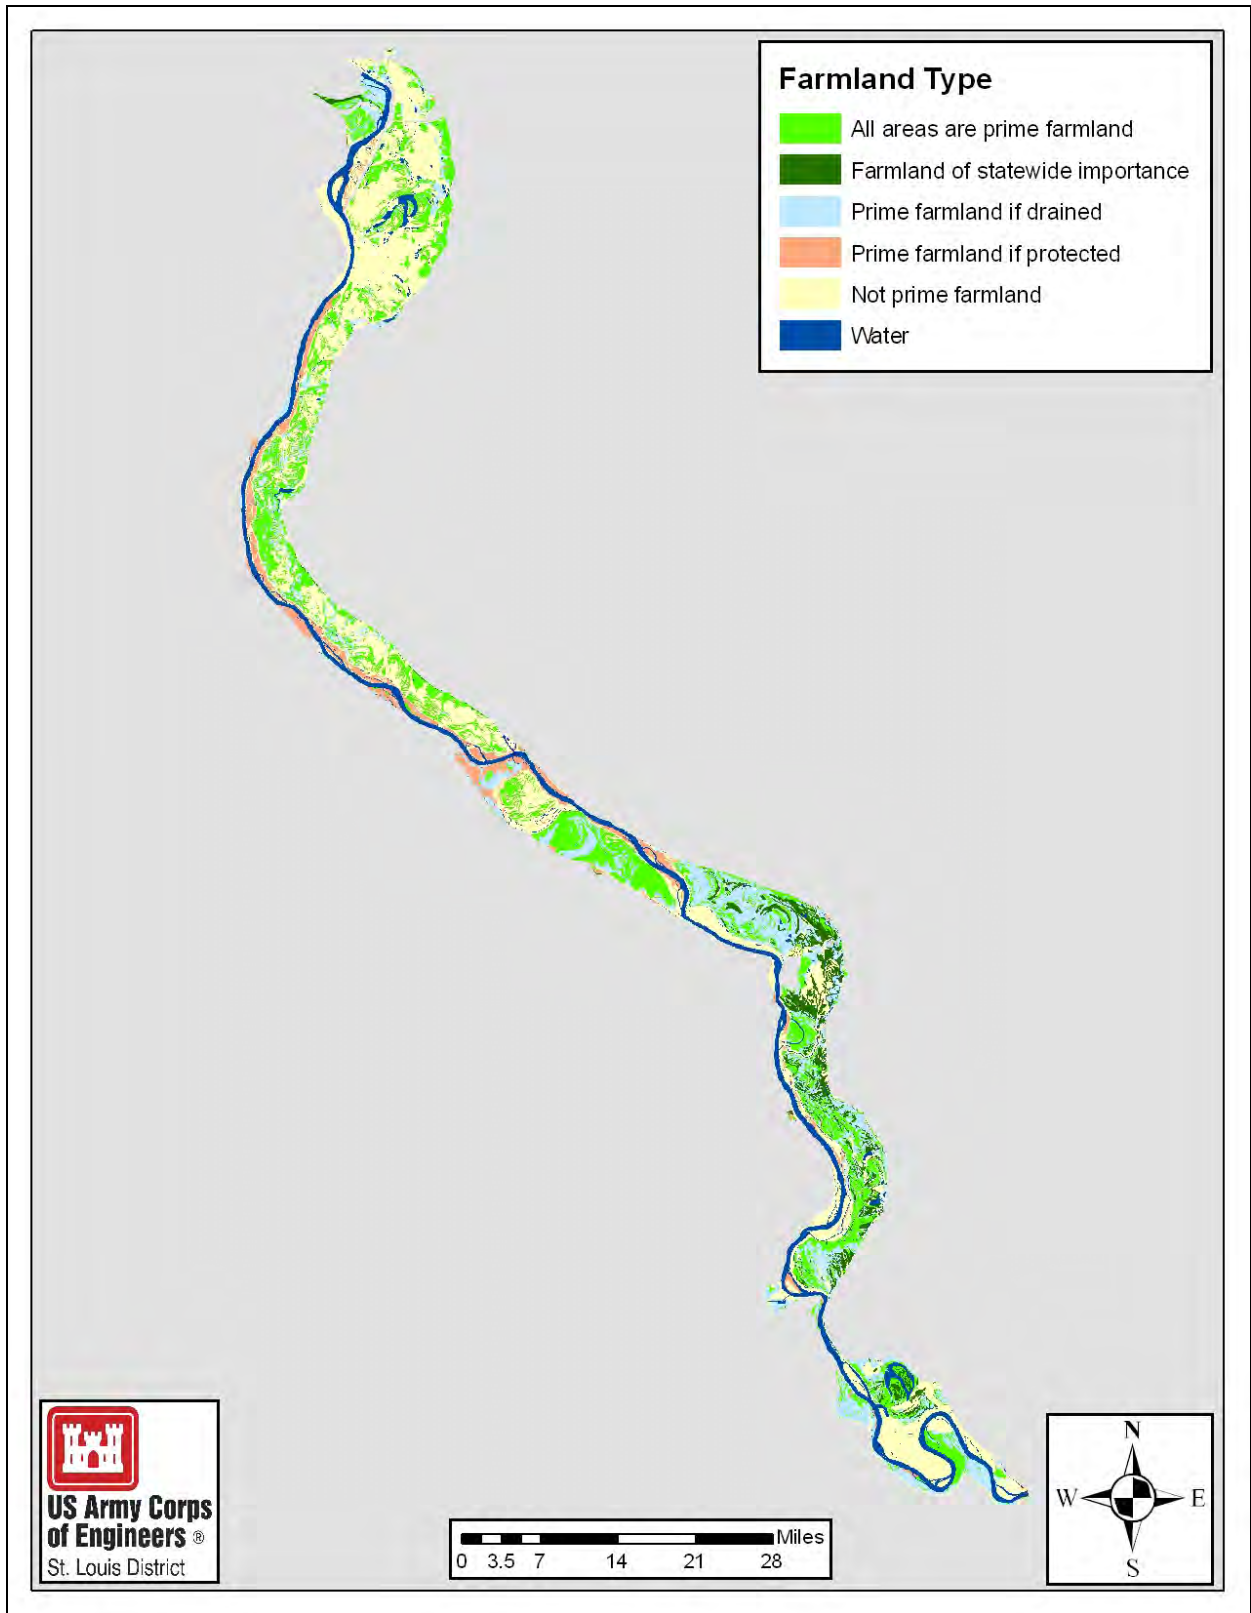 Farmland Type
All areas are prime farmland
Farmland of statewide importance
Prime farmland if drained
Prime farmland if protected
Not prime farmland
Water
US Army Corps
of Engineers ®
St. Louis District
Miles
0 3.5 7 14 21 28
N
W E
S